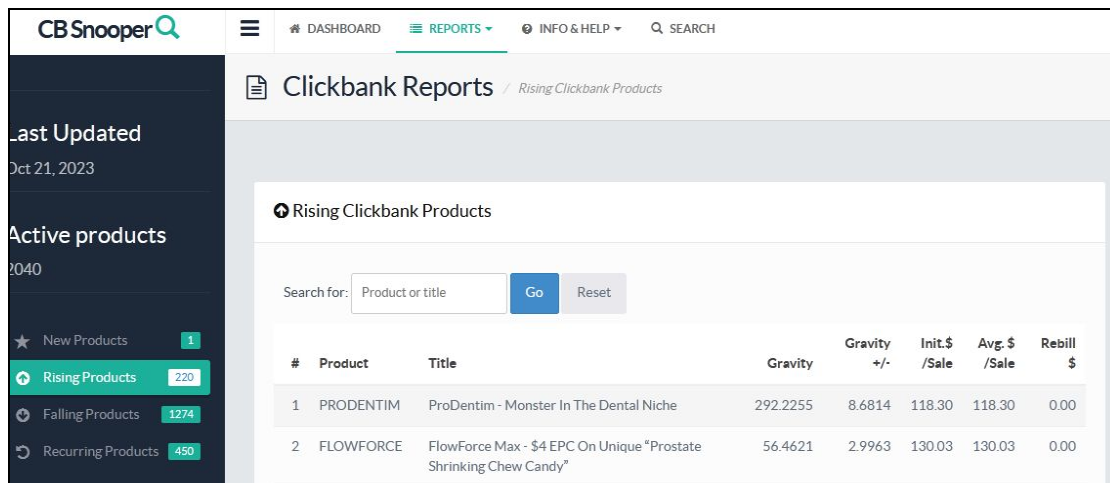 CB Snooper
DASHBOARD REPORTS INFO & HELP SEARCH
Clickbank Reports / Rising Clickbank Products
Last Updated
Oct 21, 2023
Active products
2040
New Products 1
Rising Products 220
Falling Products 1274
Recurring Products 450
Rising Clickbank Products
Search for: Product or title Go Reset
# Product Title Gravity Gravity +/- Init.$ /Sale Avg. $ /Sale Rebill $
1 PRODENTIM ProDentim - Monster In The Dental Niche 292.2255 8.6814 118.30 118.30 0.00
2 FLOWFORCE FlowForce Max - $4 EPC On Unique “Prostate 56.4621 2.9963 130.03 130.03 0.00
Shrinking Chew Candy”